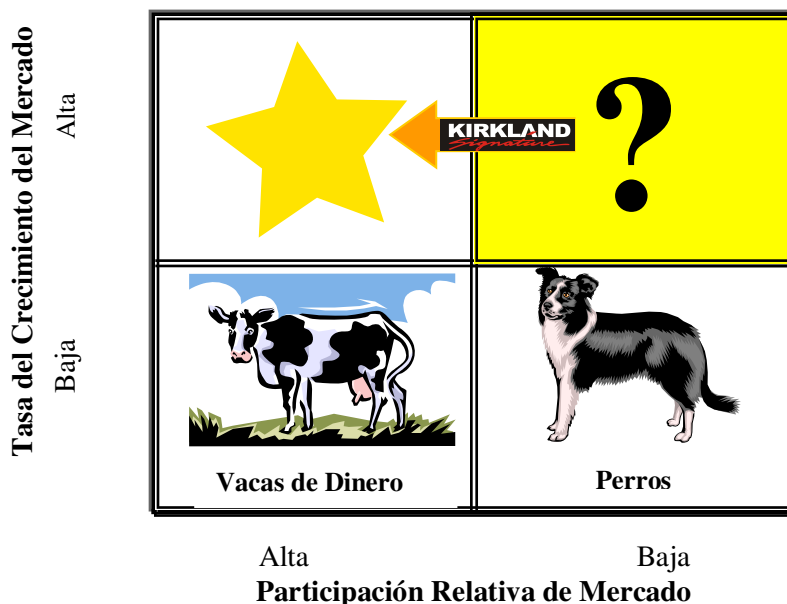 Tasa del Crecimiento del Mercado
Alta
Baja
KIRKLAND
Signature
?
Vacas de Dinero
Perros
Alta Baja
Participación Relativa de Mercado